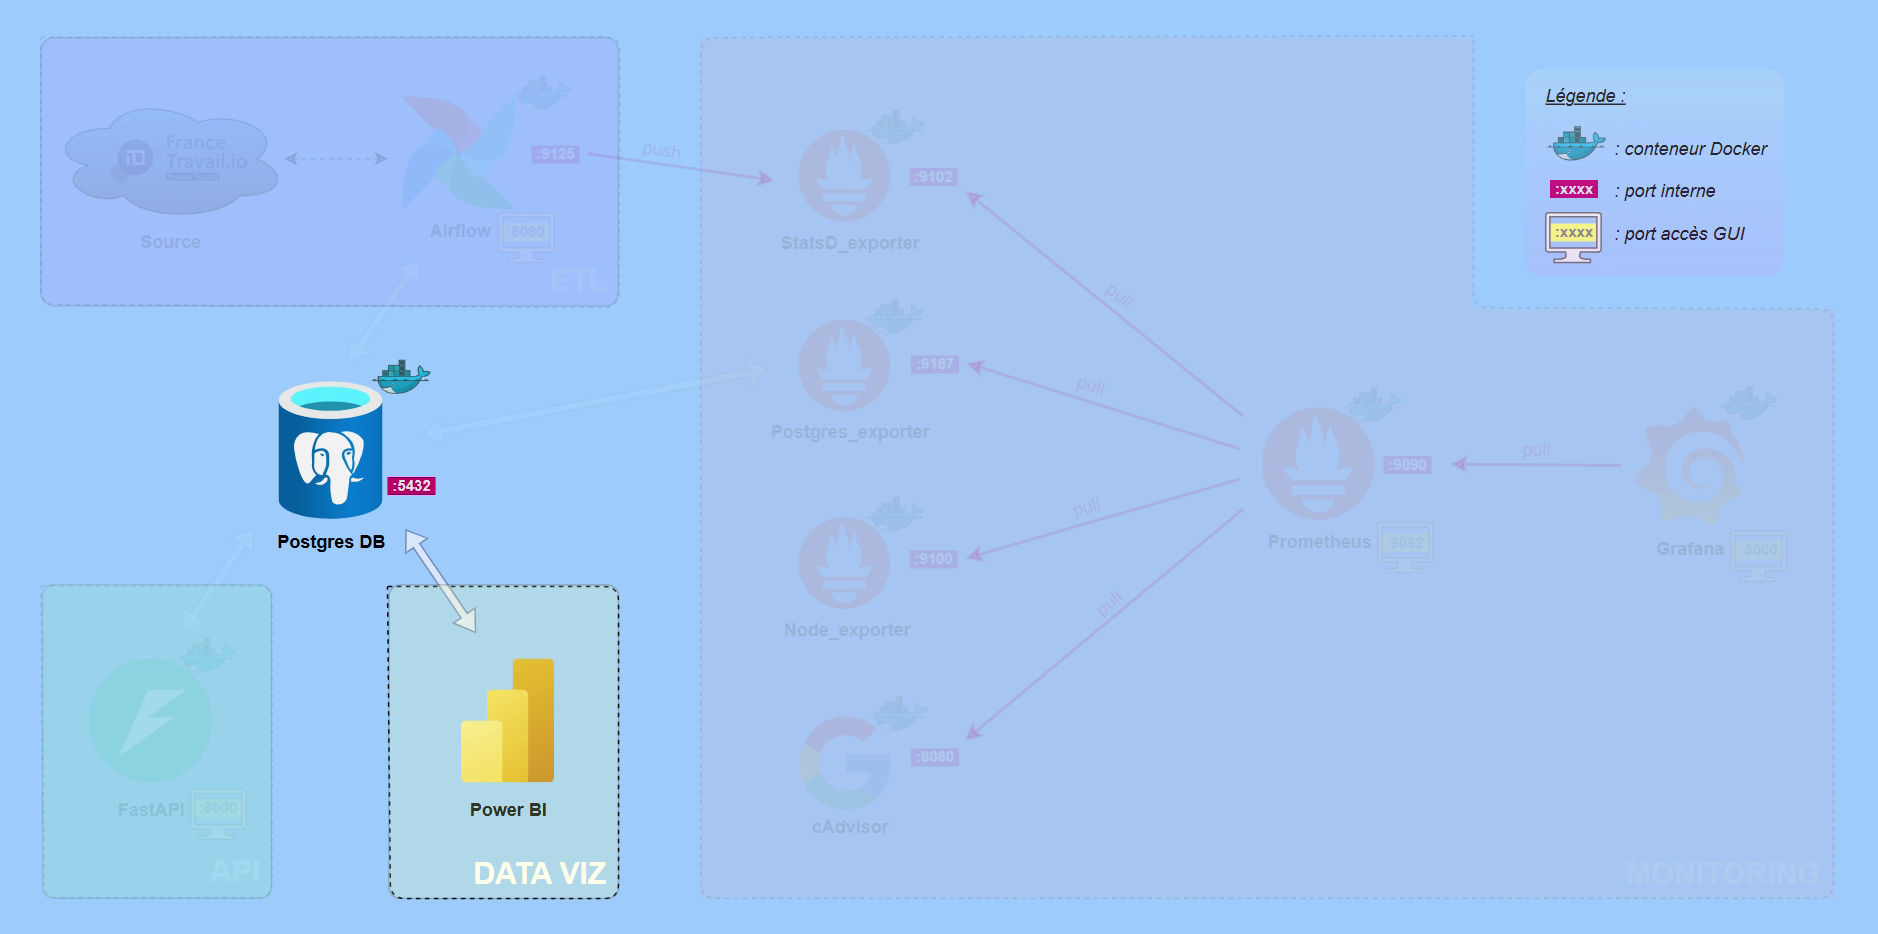 France
Travail.io
France Travail
Source
Airflow
:9125
:8080
ETL
push
StatsD_exporter
:9102
pull
Postgres_exporter
:9187
pull
Node_exporter
:9100
pull
cAdvisor
:8080
pull
Prometheus
:9090
:9092
pull
Grafana
:3000
MONITORING
Légende :
: conteneur Docker
:xxxx
: port interne
:xxxx
: port accès GUI
Postgres DB
:5432
FastAPI
:8000
API
Power BI
DATA VIZ